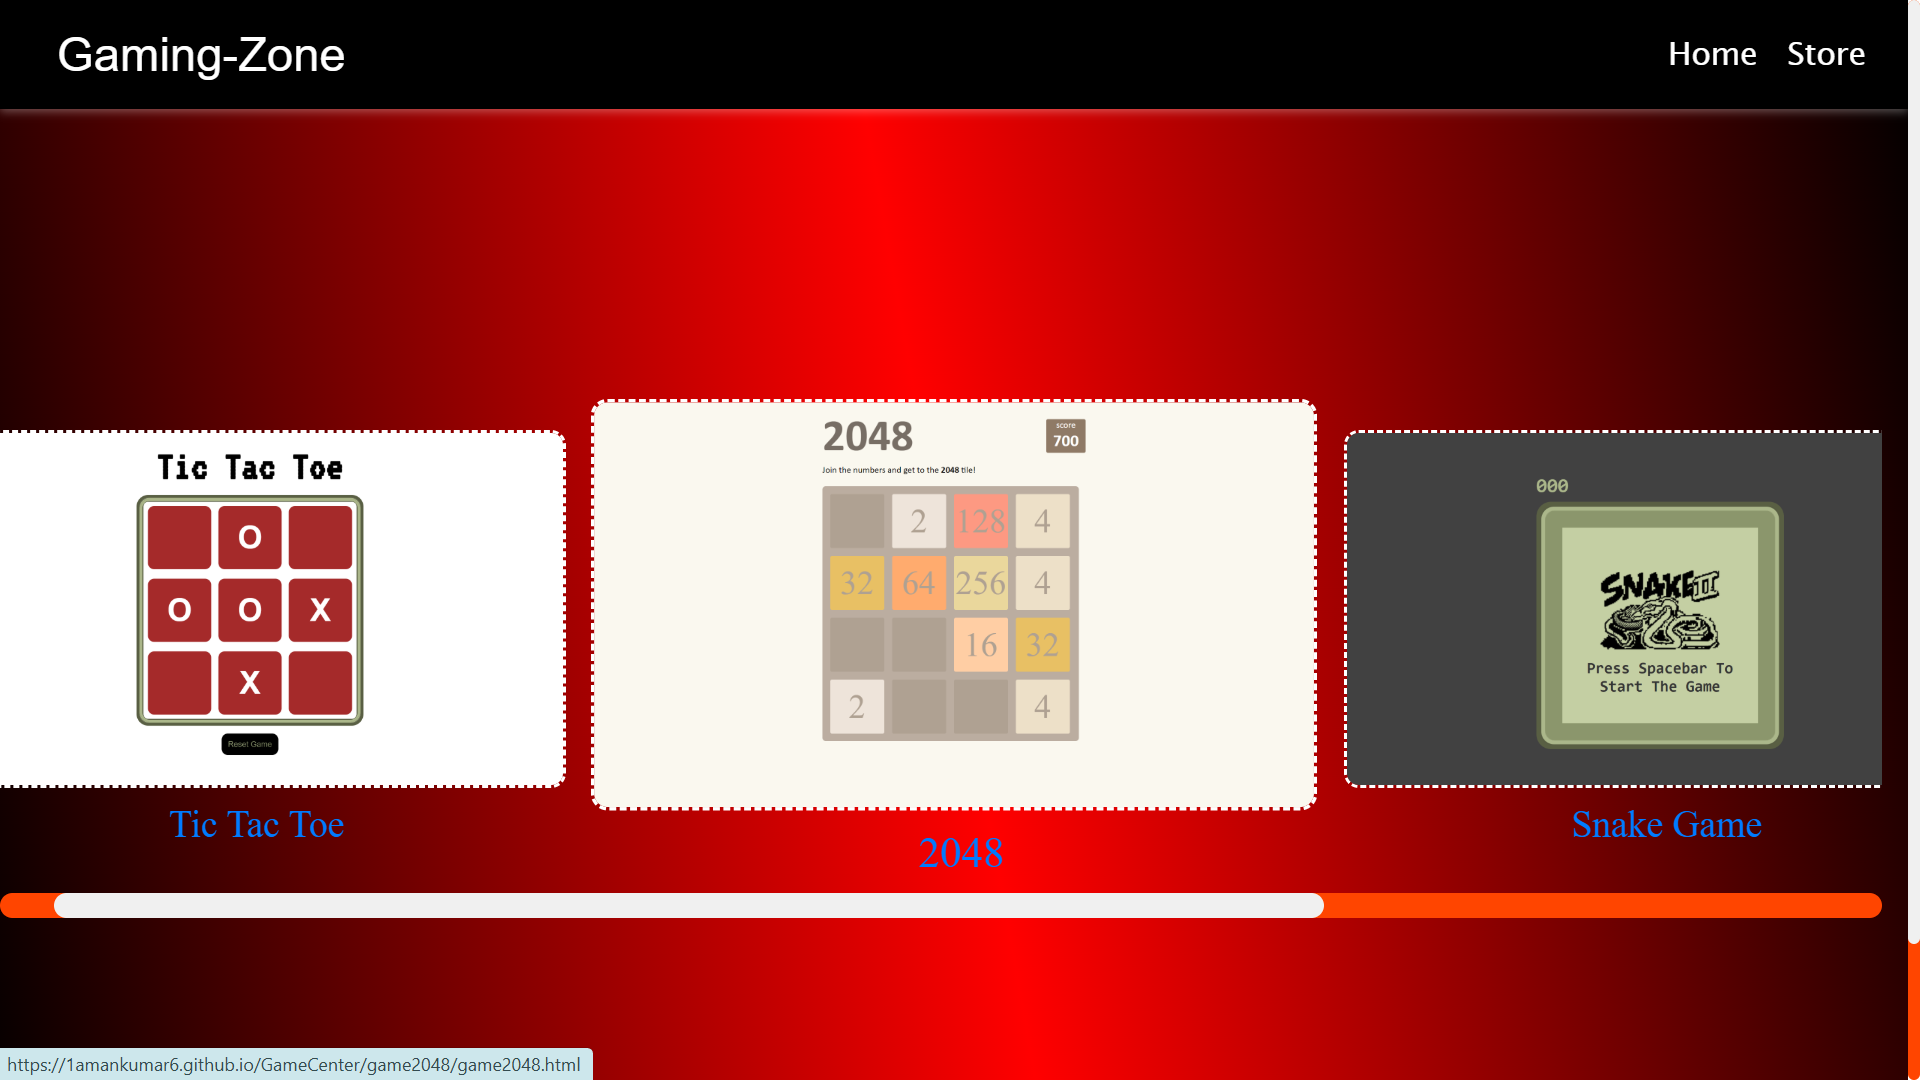 Gaming-Zone
Home Store
Tic Tac Toe
O
O O X
X
Reset Game
Tic Tac Toe
2048
score
700
Join the numbers and get to the 2048 tile!
2 128 4
32 64 256 4
16 32
2 4
2048
000
SNAKE II
Press Spacebar To
Start The Game
Snake Game
https://1amankumar6.github.io/GameCenter/game2048/game2048.html